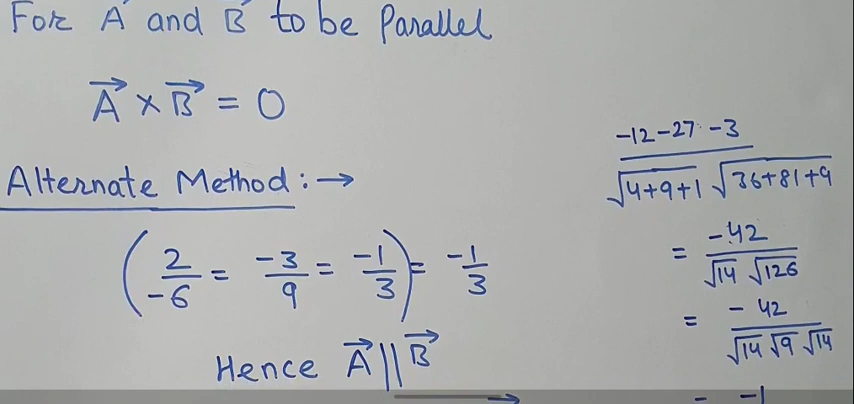 For A and B to be Parallel
A⃗ × B⃗ = 0
Alternate Method : →
(2/-6 = -3/9 = -1/3) = -1/3
Hence A⃗ || B⃗
-12-27-3 / √4+9+1 √36+81+9
= -42 / √14 √126
= -42 / √14 √9 √14
= -1